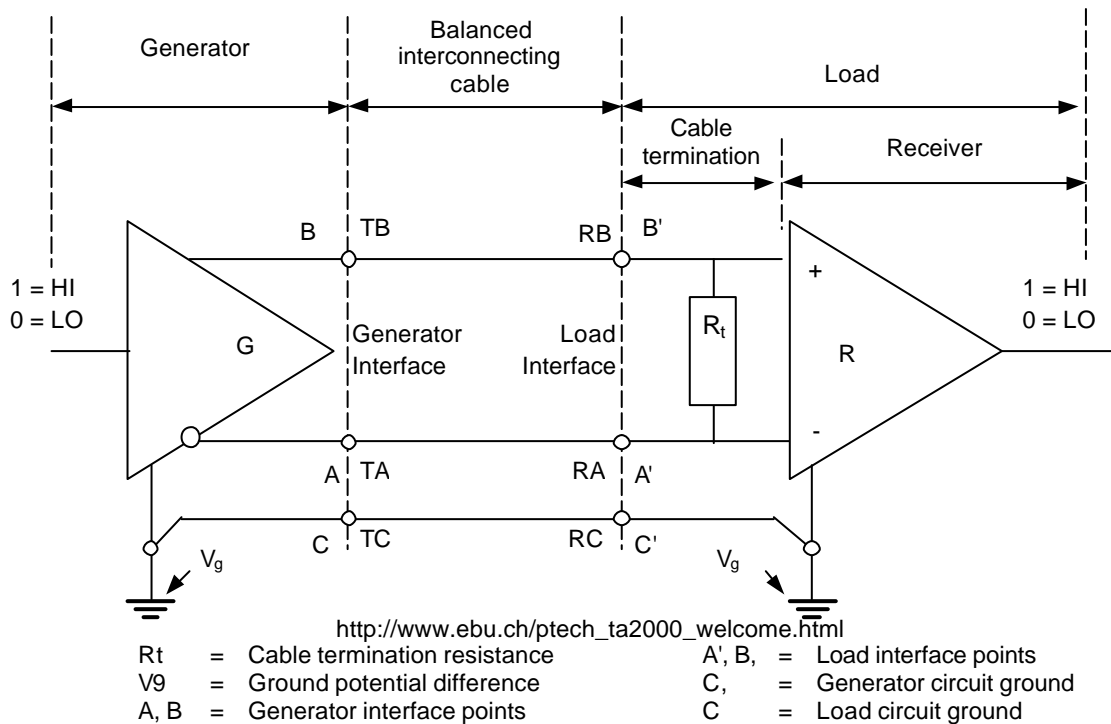 Generator
Balanced
interconnecting
cable
Load
Cable
termination
Receiver
B TB RB B'
1 = HI
0 = LO
G
Generator
Interface
Load
Interface
Rt
+
-
R
1 = HI
0 = LO
A TA RA A'
C TC RC C'
Vg
Vg
http://www.ebu.ch/ptech_ta2000_welcome.html
Rt = Cable termination resistance A', B, = Load interface points
V9 = Ground potential difference C, = Generator circuit ground
A, B = Generator interface points C = Load circuit ground